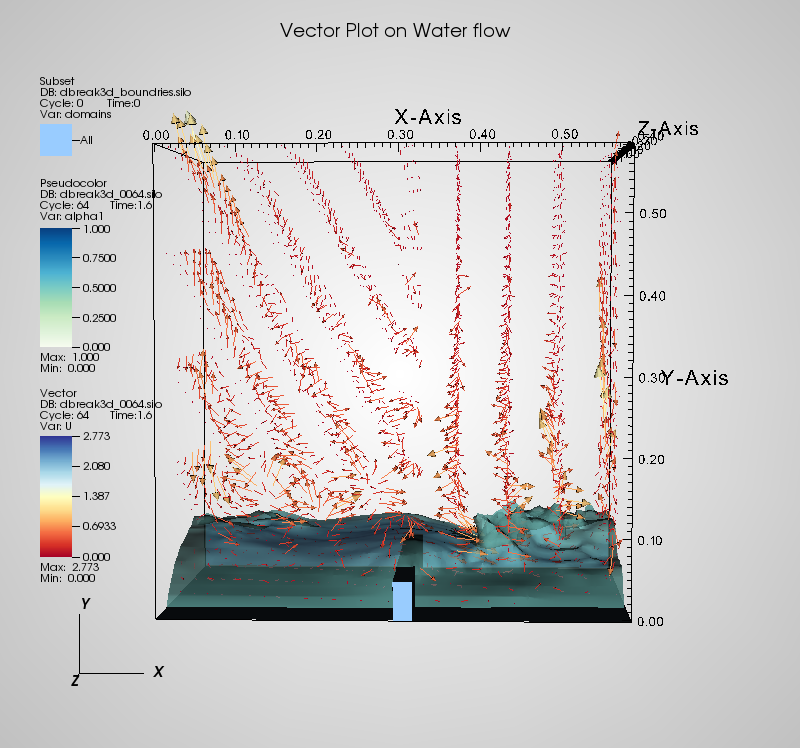 Vector Plot on Water flow
Subset
DB: dbreak3d_boundries.silo
Cycle: 0 Time:0
Var: domains
All
Pseudocolor
DB: dbreak3d_0064.silo
Cycle: 64 Time:1.6
Var: alpha1
1.000
0.7500
0.5000
0.2500
0.000
Max: 1.000
Min: 0.000
Vector
DB: dbreak3d_0064.silo
Cycle: 64 Time:1.6
Var: U
2.773
2.080
1.387
0.6933
0.000
Max: 2.773
Min: 0.000
X-Axis
0.00 0.10 0.20 0.30 0.40 0.50
Z-Axis
0.50
0.40
0.30
Y-Axis
0.20
0.10
0.00
Y
Z
X